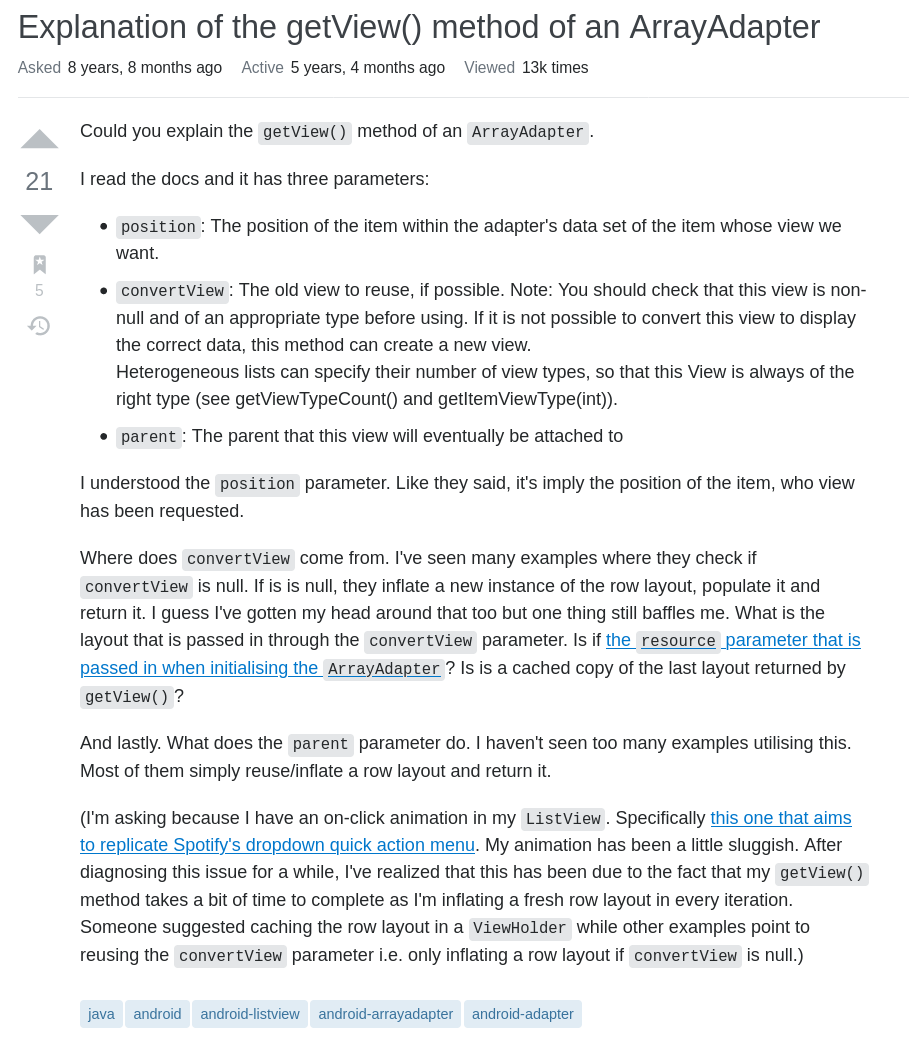 Explanation of the getView() method of an ArrayAdapter
Asked 8 years, 8 months ago Active 5 years, 4 months ago Viewed 13k times
Could you explain the getView() method of an ArrayAdapter.
21
I read the docs and it has three parameters:
• position: The position of the item within the adapter's data set of the item whose view we
want.
5
• convertView: The old view to reuse, if possible. Note: You should check that this view is non-
null and of an appropriate type before using. If it is not possible to convert this view to display
the correct data, this method can create a new view.
Heterogeneous lists can specify their number of view types, so that this View is always of the
right type (see getViewTypeCount() and getItemViewType(int)).
• parent: The parent that this view will eventually be attached to
I understood the position parameter. Like they said, it's imply the position of the item, who view
has been requested.
Where does convertView come from. I've seen many examples where they check if
convertView is null. If is is null, they inflate a new instance of the row layout, populate it and
return it. I guess I've gotten my head around that too but one thing still baffles me. What is the
layout that is passed in through the convertView parameter. Is if the resource parameter that is
passed in when initialising the ArrayAdapter? Is is a cached copy of the last layout returned by
getView()?
And lastly. What does the parent parameter do. I haven't seen too many examples utilising this.
Most of them simply reuse/inflate a row layout and return it.
(I'm asking because I have an on-click animation in my ListView. Specifically this one that aims
to replicate Spotify's dropdown quick action menu. My animation has been a little sluggish. After
diagnosing this issue for a while, I've realized that this has been due to the fact that my getView()
method takes a bit of time to complete as I'm inflating a fresh row layout in every iteration.
Someone suggested caching the row layout in a ViewHolder while other examples point to
reusing the convertView parameter i.e. only inflating a row layout if convertView is null.)
java android android-listview android-arrayadapter android-adapter